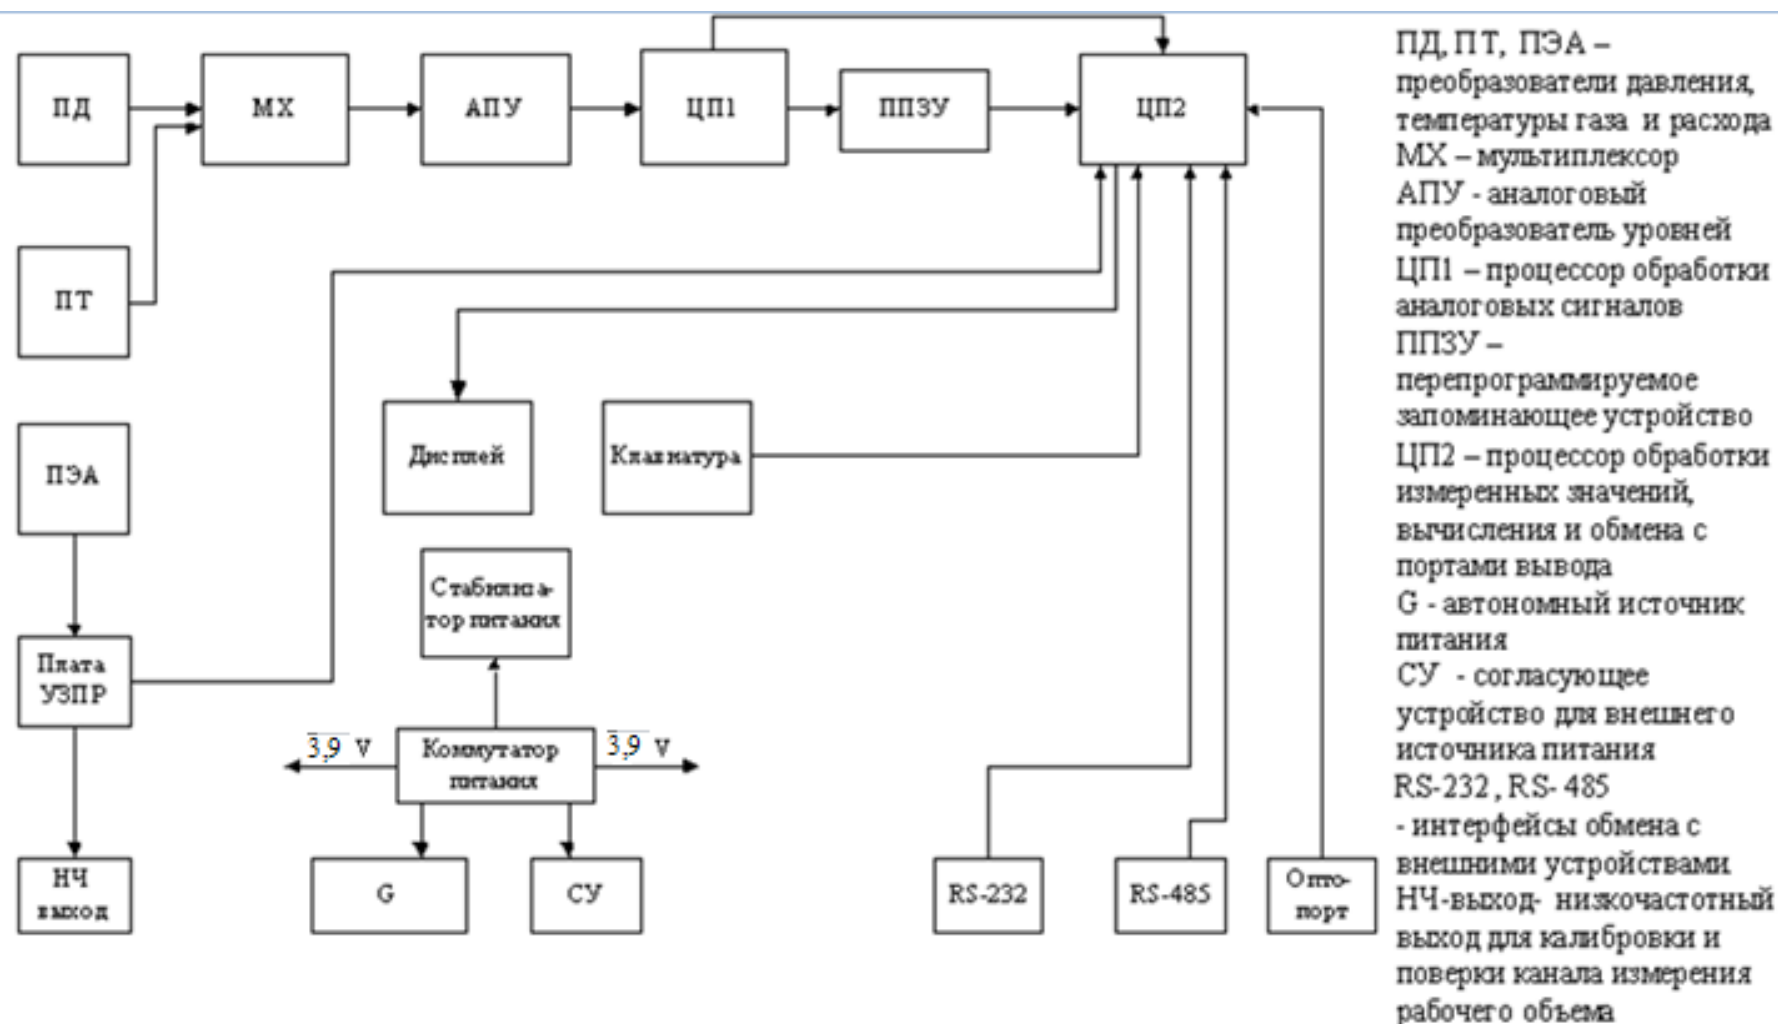 ПД
МХ
АПУ
ЦП1
ППЗУ
ЦП2
ПТ
ПЭА
Дисплей
Клавиатура
Стабилиза-
тор питания
Плата
УЗПР
3,9 V
Коммутатор
питания
3,9 V
НЧ
выход
G
СУ
RS-232
RS-485
Опто-
порт
ПД, ПТ, ПЭА –
преобразователи давления,
температуры газа и расхода
МХ – мультиплексор
АПУ - аналоговый
преобразователь уровней
ЦП1 – процессор обработки
аналоговых сигналов
ППЗУ –
перепрограммируемое
запоминающее устройство
ЦП2 – процессор обработки
измеренных значений,
вычисления и обмена с
портами вывода
G - автономный источник
питания
СУ - согласующее
устройство для внешнего
источника питания
RS-232 , RS- 485
- интерфейсы обмена с
внешними устройствами.
НЧ-выход- низкочастотный
выход для калибровки и
поверки канала измерения
рабочего объема